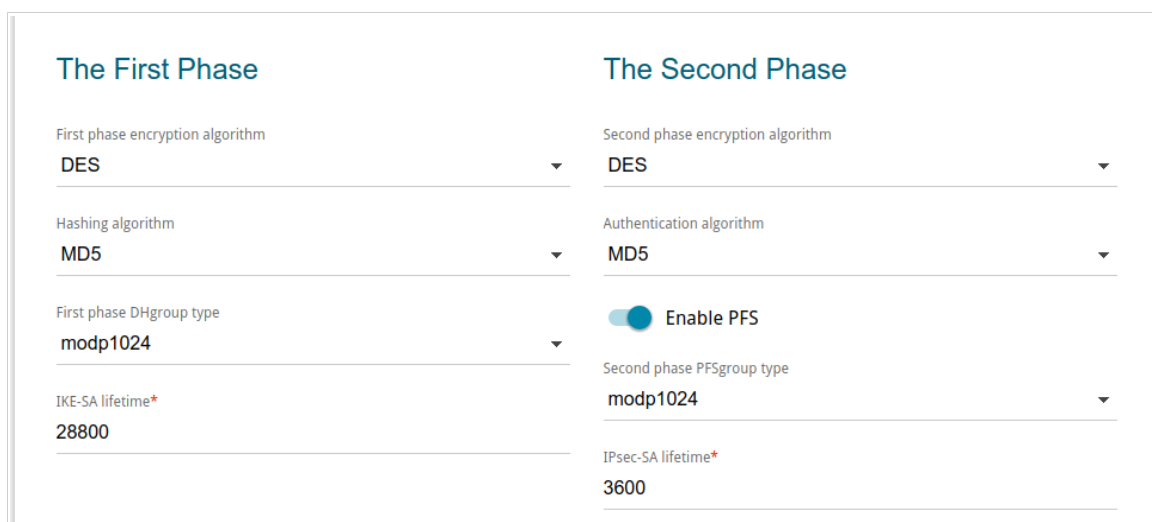 The First Phase
First phase encryption algorithm
DES
Hashing algorithm
MD5
First phase DHgroup type
modp1024
IKE-SA lifetime*
28800
The Second Phase
Second phase encryption algorithm
DES
Authentication algorithm
MD5
Enable PFS
Second phase PFSgroup type
modp1024
IPsec-SA lifetime*
3600